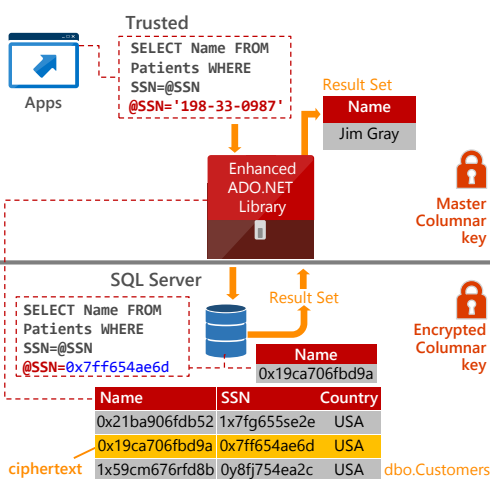 Trusted
SELECT Name FROM
Patients WHERE
SSN=@SSN
@SSN='198-33-0987'
Apps
Result Set
Name
Jim Gray
Enhanced
ADO.NET
Library
Master
Columnar
key
SQL Server
SELECT Name FROM
Patients WHERE
SSN=@SSN
@SSN=0x7ff654ae6d
Result Set
Encrypted
Columnar
key
Name
0x19ca706fbd9a
Name SSN Country
0x21ba906fdb52 1x7fg655se2e USA
0x19ca706fbd9a 0x7ff654ae6d USA
1x59cm676rfd8b 0y8fj754ea2c USA
ciphertext
dbo.Customers